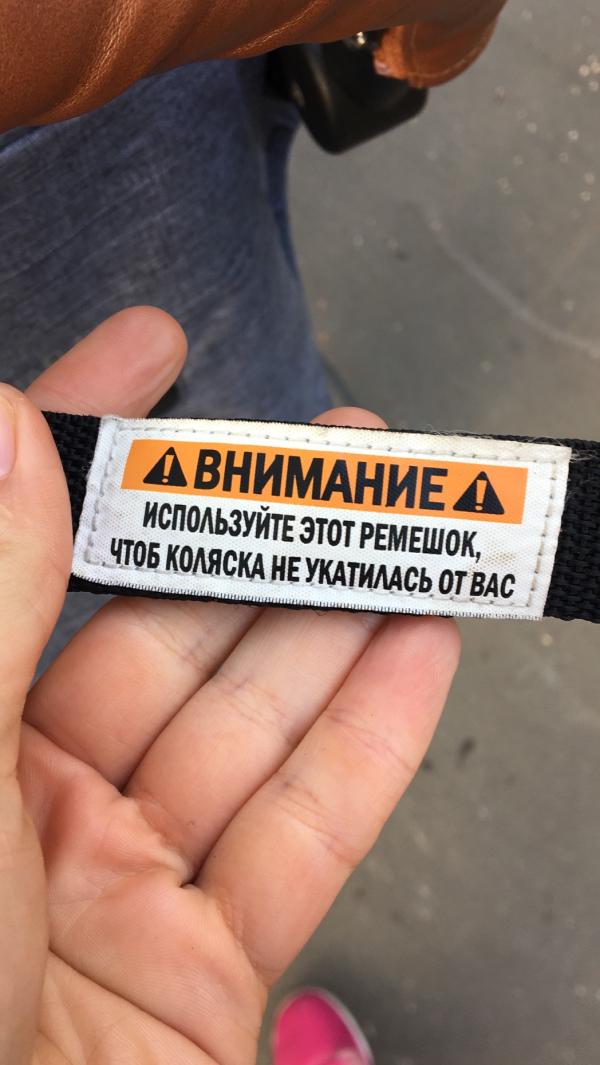 ВНИМАНИЕ
ИСПОЛЬЗУЙТЕ ЭТОТ РЕМЕШОК,
ЧТОБ КОЛЯСКА НЕ УКАТИЛАСЬ ОТ ВАС